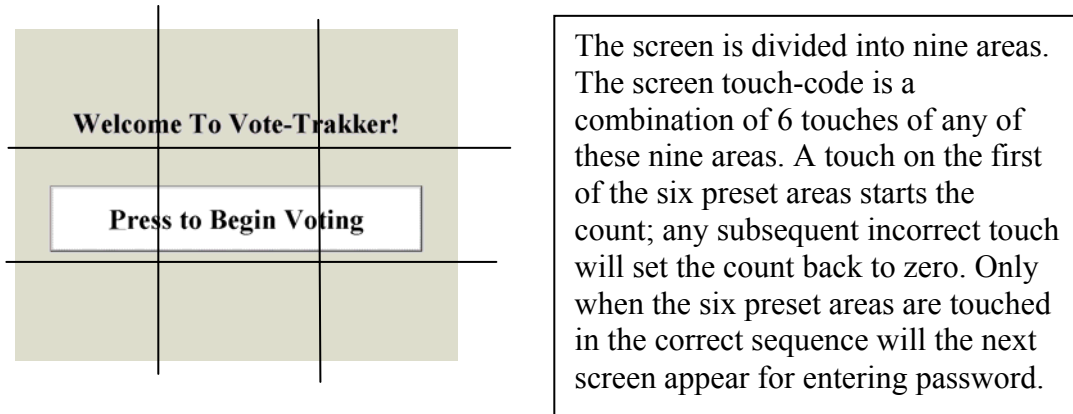 Welcome To Vote-Trakker!
Press to Begin Voting
The screen is divided into nine areas.
The screen touch-code is a
combination of 6 touches of any of
these nine areas. A touch on the first
of the six preset areas starts the
count; any subsequent incorrect touch
will set the count back to zero. Only
when the six preset areas are touched
in the correct sequence will the next
screen appear for entering password.